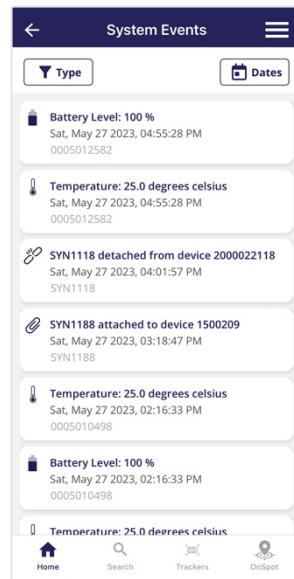 System Events
Type
Dates
Battery Level: 100 %
Sat, May 27 2023, 04:55:28 PM
0005012582
Temperature: 25.0 degrees celsius
Sat, May 27 2023, 04:55:28 PM
0005012582
SYN1118 detached from device 2000022118
Sat, May 27 2023, 04:01:57 PM
SYN1118
SYN1188 attached to device 1500209
Sat, May 27 2023, 03:18:47 PM
SYN1188
Temperature: 25.0 degrees celsius
Sat, May 27 2023, 02:16:33 PM
0005010498
Battery Level: 100 %
Sat, May 27 2023, 02:16:33 PM
0005010498
Temperature: 25.0 degrees celsius
Home
Search
Trackers
OnSpot